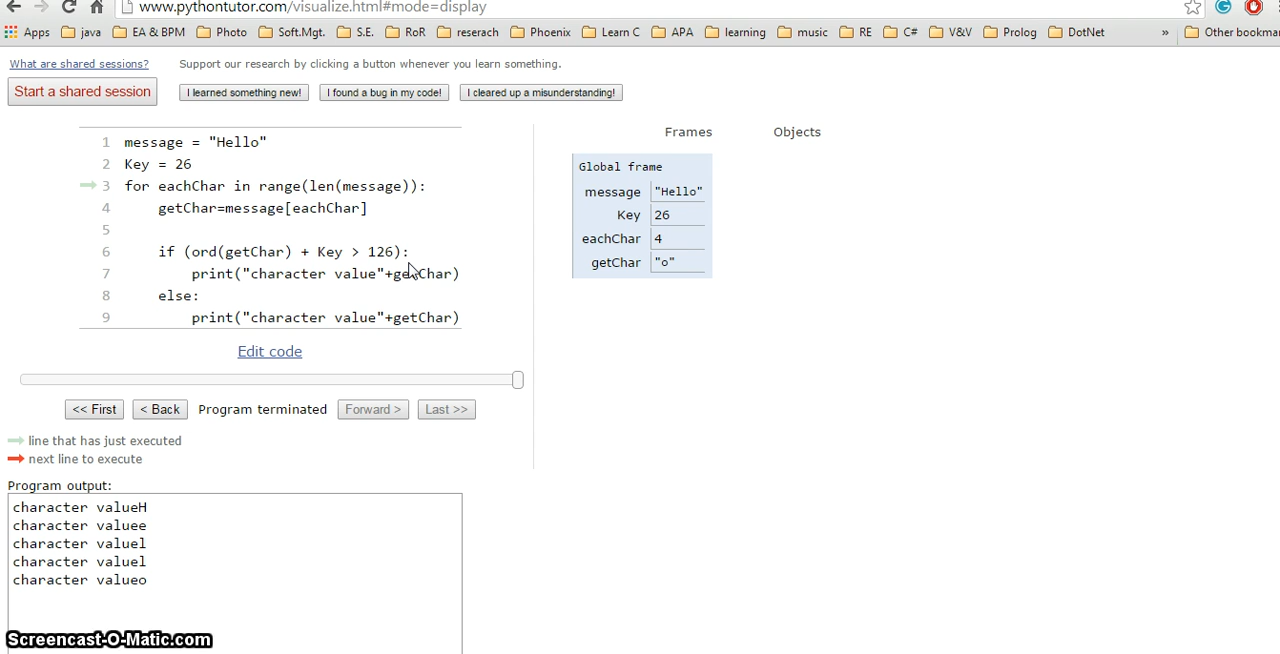 www.pythontutor.com/visualize.html#mode=display
Apps java EA & BPM Photo Soft.Mgt. S.E. RoR reserach Phoenix Learn C APA learning music RE C# V&V Prolog DotNet » Other bookmar
What are shared sessions? Support our research by clicking a button whenever you learn something.
Start a shared session I learned something new! I found a bug in my code! I cleared up a misunderstanding!
1 message = "Hello"
2 Key = 26
3 for eachChar in range(len(message)):
4 getChar=message[eachChar]
5
6 if (ord(getChar) + Key > 126):
7 print("character value"+getChar)
8 else:
9 print("character value"+getChar)
Edit code
<< First < Back Program terminated Forward > Last >>
line that has just executed
next line to execute
Program output:
character valueH
character valuee
character valuel
character valuel
character valueo
Frames Objects
Global frame
message "Hello"
Key 26
eachChar 4
getChar "o"
Screencast-O-Matic.com